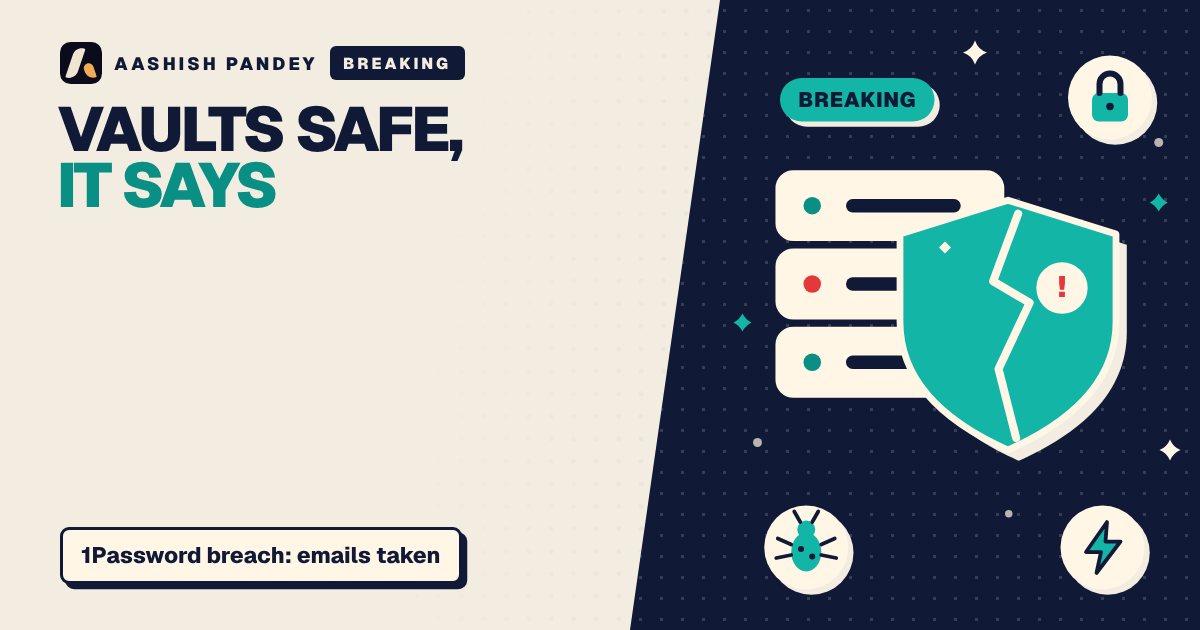 AASHISH PANDEY
BREAKING
VAULTS SAFE,
IT SAYS
1Password breach: emails taken
BREAKING
!